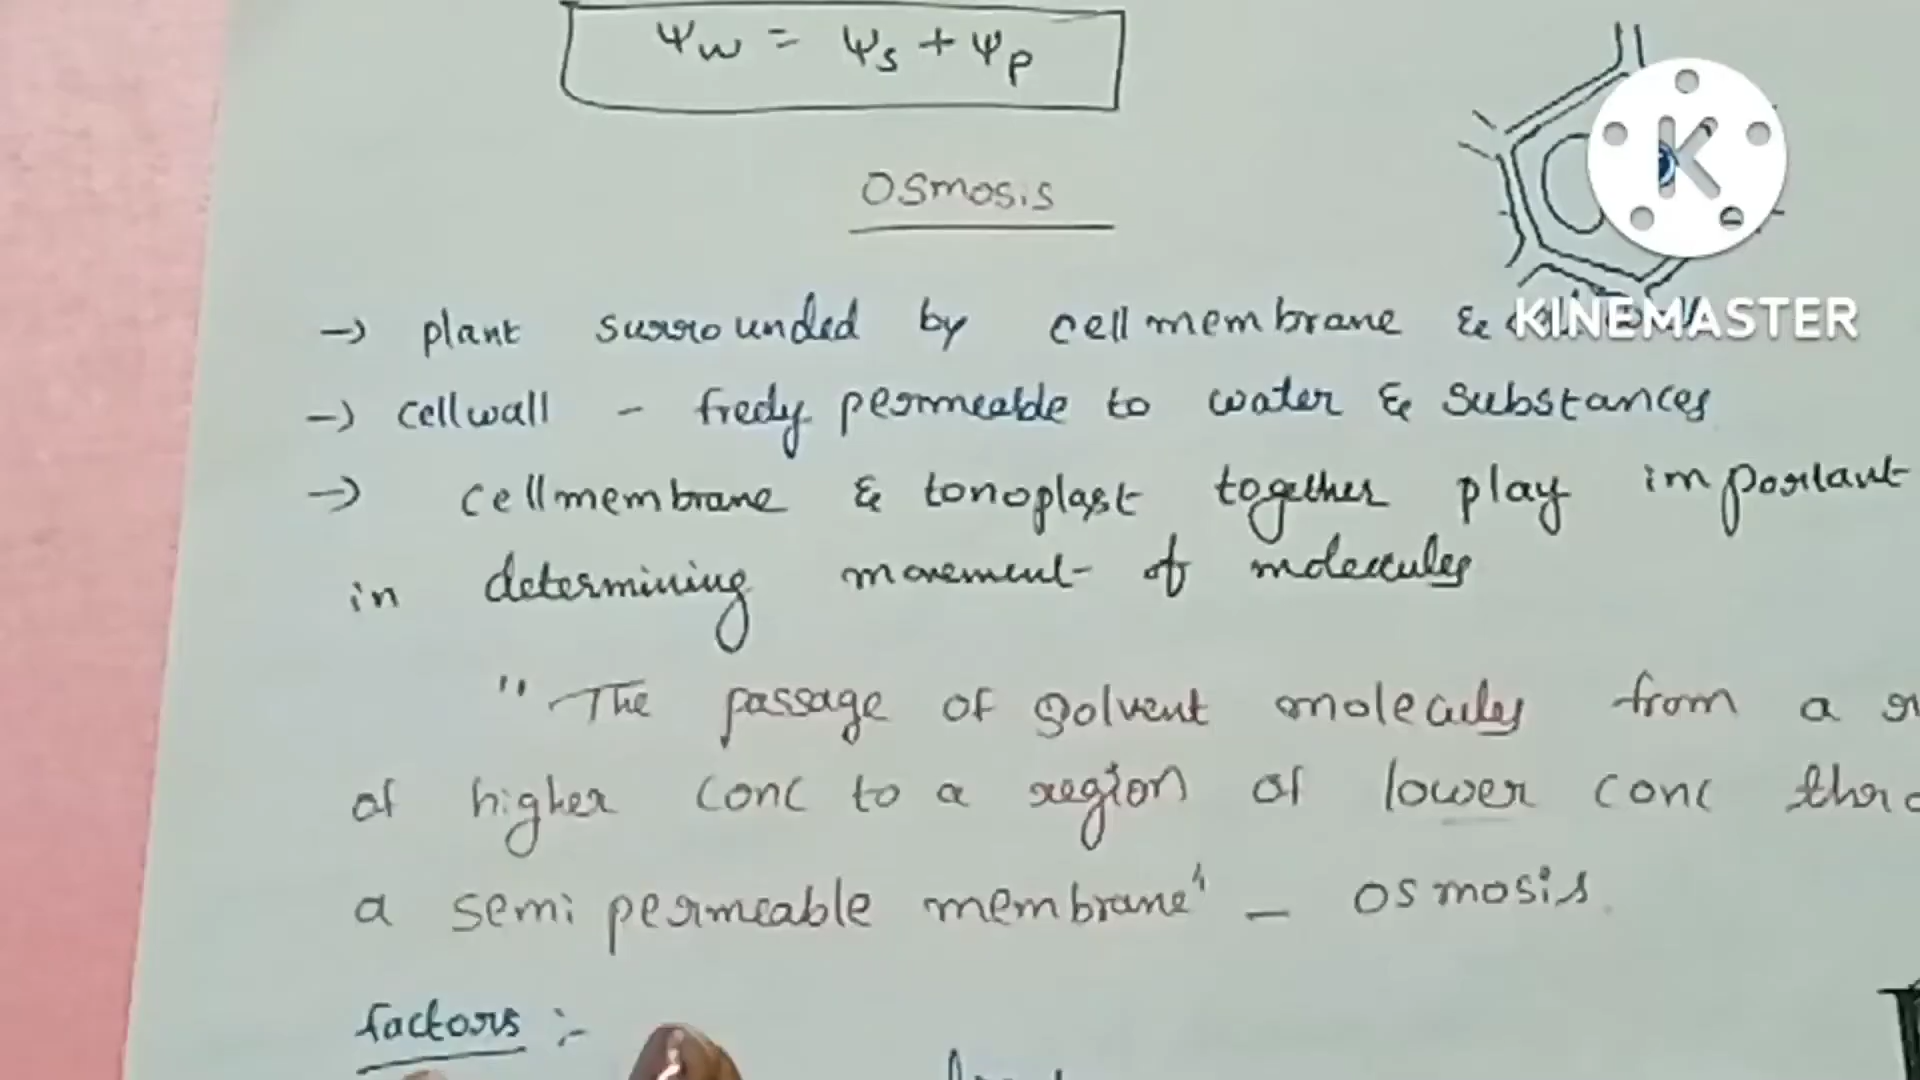 Ψw = Ψs + Ψp
K
KINEMASTER
OSmosis
→ plant surrounded by cell membrane &
→ cellwall - fredy permeable to water & substances
→ cellmembrane & tonoplast together play important
in determining movement of molecules
"The passage of solvent molecules from a
of higher conc to a region of lower conc
a semi permeable membrane" – osmosis.
factors :-